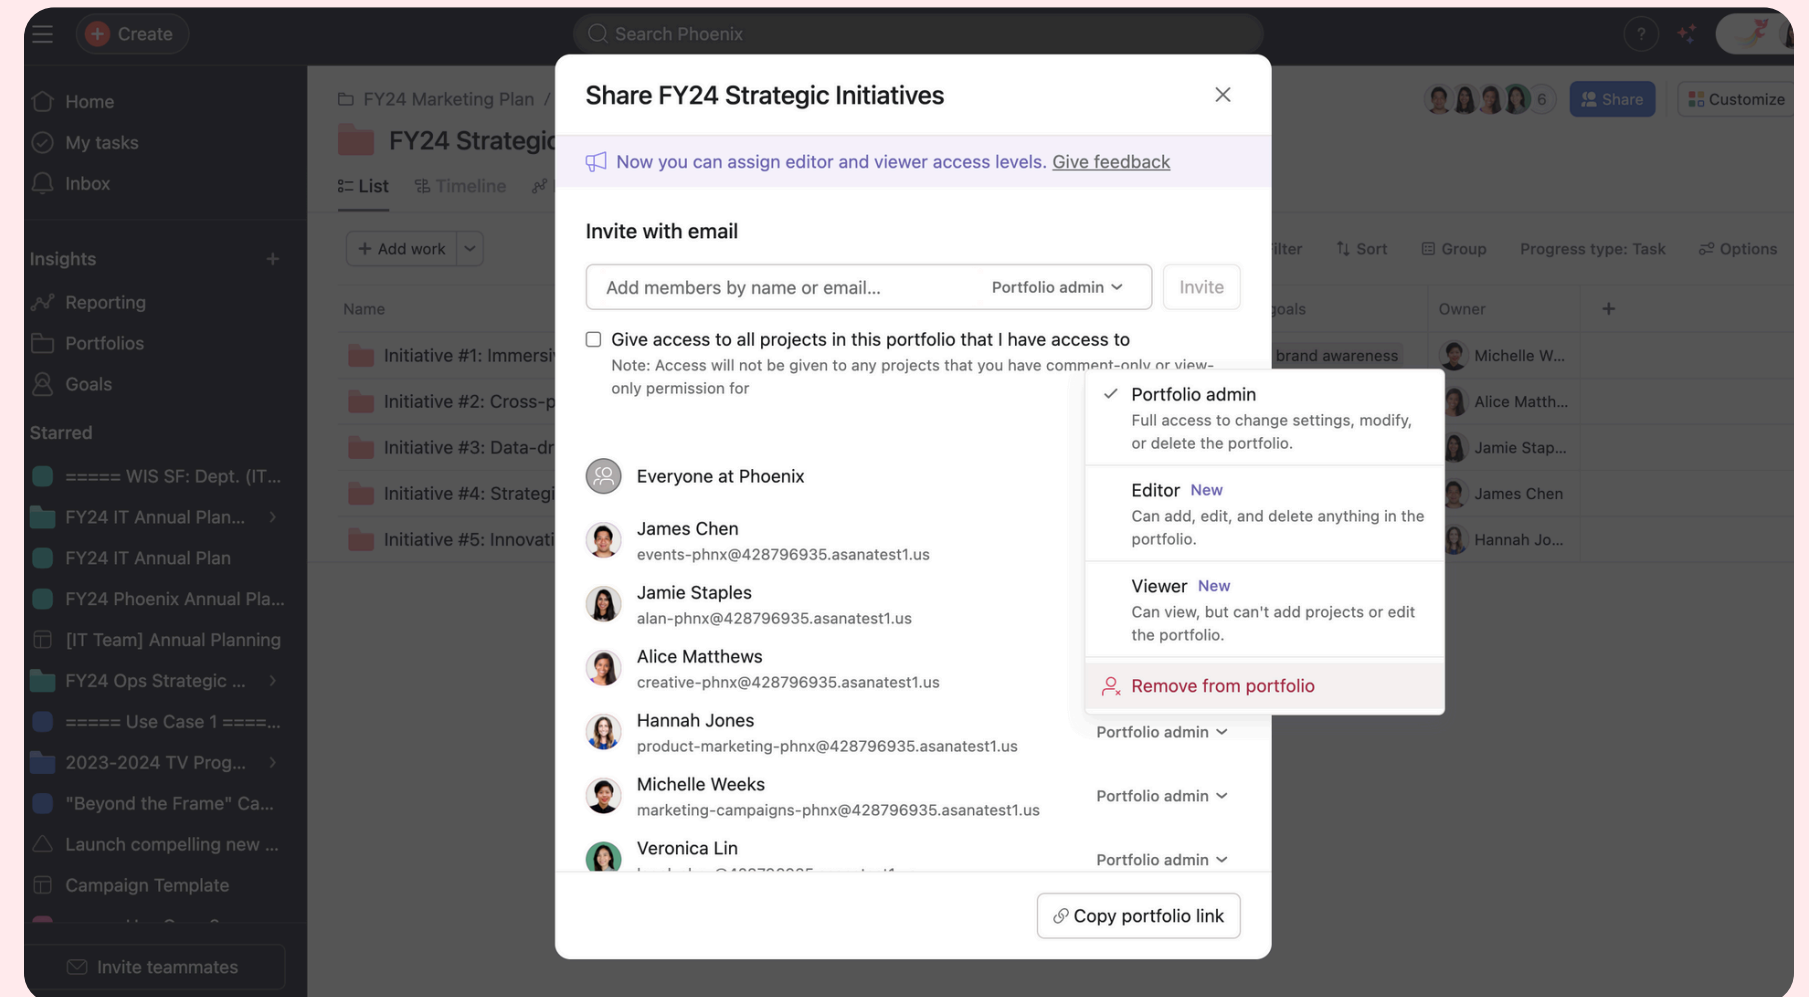 Create
Search Phoenix
?
Home
My tasks
Inbox
Insights
Reporting
Portfolios
Goals
Starred
===== WIS SF: Dept. (IT...
FY24 IT Annual Plan...
FY24 IT Annual Plan
FY24 Phoenix Annual Pla...
[IT Team] Annual Planning
FY24 Ops Strategic ...
===== Use Case 1 ====...
2023-2024 TV Prog...
"Beyond the Frame" Ca...
Launch compelling new ...
Campaign Template
Invite teammates
FY24 Marketing Plan /
FY24 Strategic
List
Timeline
6
Share
Customize
+ Add work
Sort
Group
Progress type: Task
Options
Name
goals
Owner
+
Initiative #1: Immersi
brand awareness
Michelle W...
Initiative #2: Cross-p
Alice Matth...
Initiative #3: Data-dr
Jamie Stap...
Initiative #4: Strategi
James Chen
Initiative #5: Innovati
Hannah Jo...
Share FY24 Strategic Initiatives
Now you can assign editor and viewer access levels. Give feedback
Invite with email
Add members by name or email...
Portfolio admin
Invite
Give access to all projects in this portfolio that I have access to
Note: Access will not be given to any projects that you have comment-only or view-
only permission for
Everyone at Phoenix
James Chen
events-phnx@428796935.asanatest1.us
Jamie Staples
alan-phnx@428796935.asanatest1.us
Alice Matthews
creative-phnx@428796935.asanatest1.us
Hannah Jones
product-marketing-phnx@428796935.asanatest1.us
Portfolio admin
Michelle Weeks
marketing-campaigns-phnx@428796935.asanatest1.us
Portfolio admin
Veronica Lin
Portfolio admin
Copy portfolio link
Portfolio admin
Full access to change settings, modify,
or delete the portfolio.
Editor New
Can add, edit, and delete anything in the
portfolio.
Viewer New
Can view, but can't add projects or edit
the portfolio.
Remove from portfolio